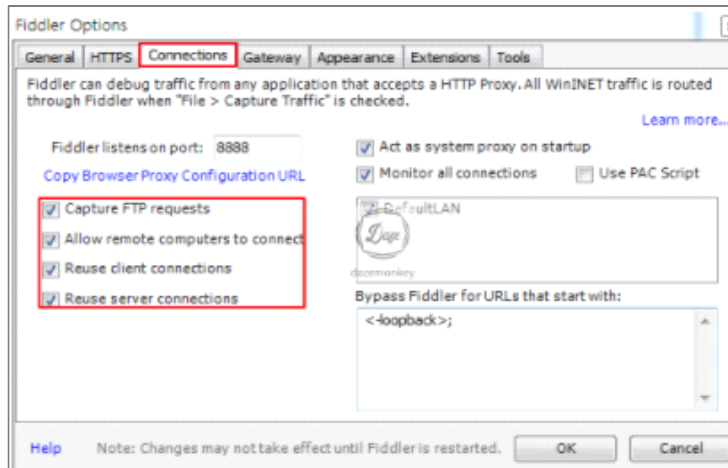 Fiddler Options
General HTTPS Connections Gateway Appearance Extensions Tools
Fiddler can debug traffic from any application that accepts a HTTP Proxy. All WinINET traffic is routed
through Fiddler when "File > Capture Traffic" is checked.
Learn more...
Fiddler listens on port: 8888
Copy Browser Proxy Configuration URL
Capture FTP requests
Allow remote computers to connect
Reuse client connections
Reuse server connections
Act as system proxy on startup
Monitor all connections Use PAC Script
DefaultLAN
Daze
dazemonkey
Bypass Fiddler for URLs that start with:
<-loopback>;
Help Note: Changes may not take effect until Fiddler is restarted. OK Cancel